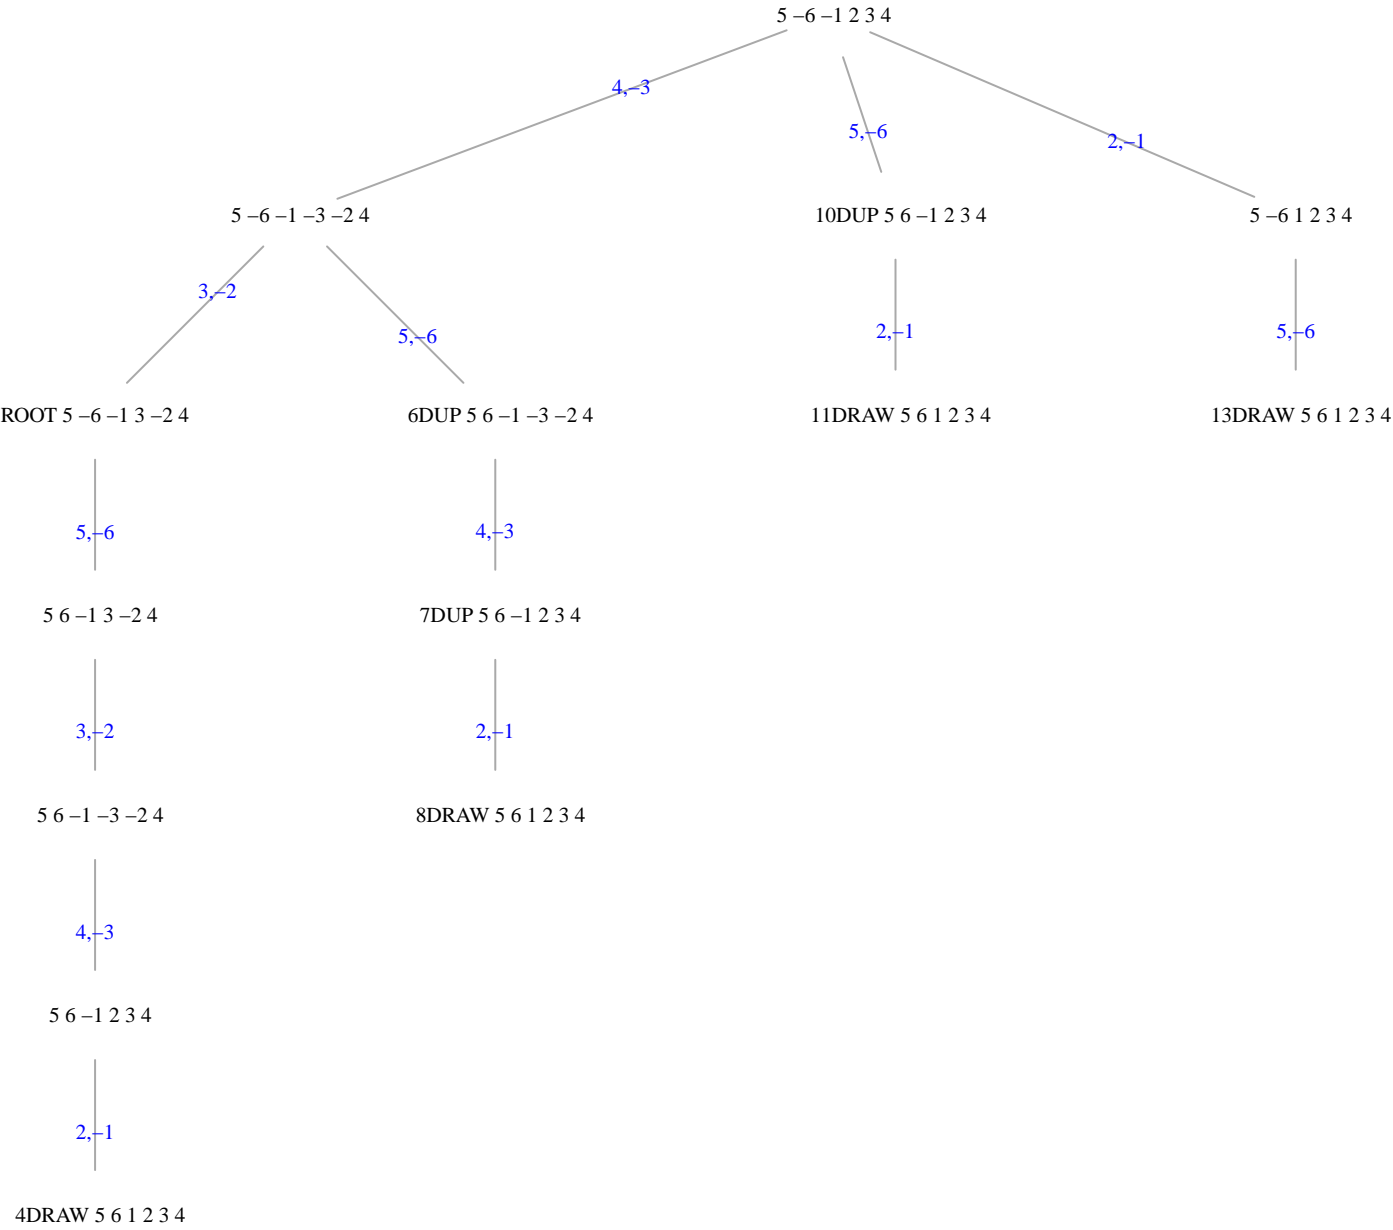 5 –6 –1 2 3 4
4,–3
5,–6
2,–1
5 –6 –1 –3 –2 4
10DUP 5 6 –1 2 3 4
5 –6 1 2 3 4
3,–2
5,–6
2,–1
5,–6
ROOT 5 –6 –1 3 –2 4
6DUP 5 6 –1 –3 –2 4
11DRAW 5 6 1 2 3 4
13DRAW 5 6 1 2 3 4
5,–6
4,–3
5 6 –1 3 –2 4
7DUP 5 6 –1 2 3 4
3,–2
2,–1
5 6 –1 –3 –2 4
8DRAW 5 6 1 2 3 4
4,–3
5 6 –1 2 3 4
2,–1
4DRAW 5 6 1 2 3 4